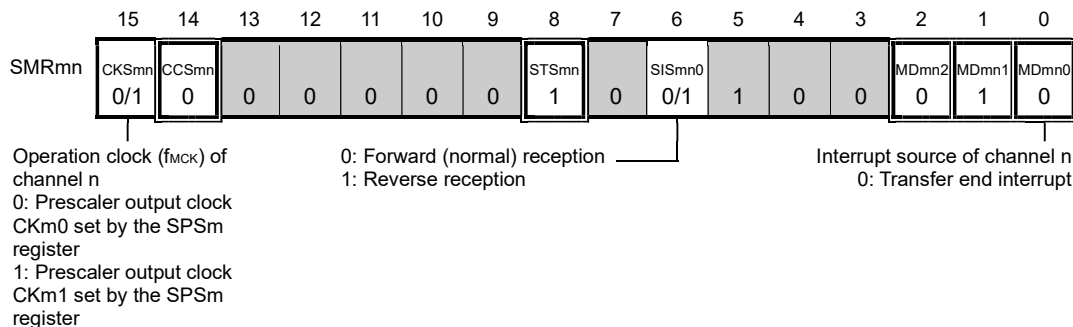 15 14 13 12 11 10 9 8 7 6 5 4 3 2 1 0
SMRmn CKSmn CCSmn STSmn SISmn0 MDmn2 MDmn1 MDmn0
0/1 0 0 0 0 0 0 1 0 0/1 1 0 0 0 1 0
Operation clock (fMCK) of
channel n
0: Prescaler output clock
CKm0 set by the SPSm
register
1: Prescaler output clock
CKm1 set by the SPSm
register
0: Forward (normal) reception
1: Reverse reception
Interrupt source of channel n
0: Transfer end interrupt